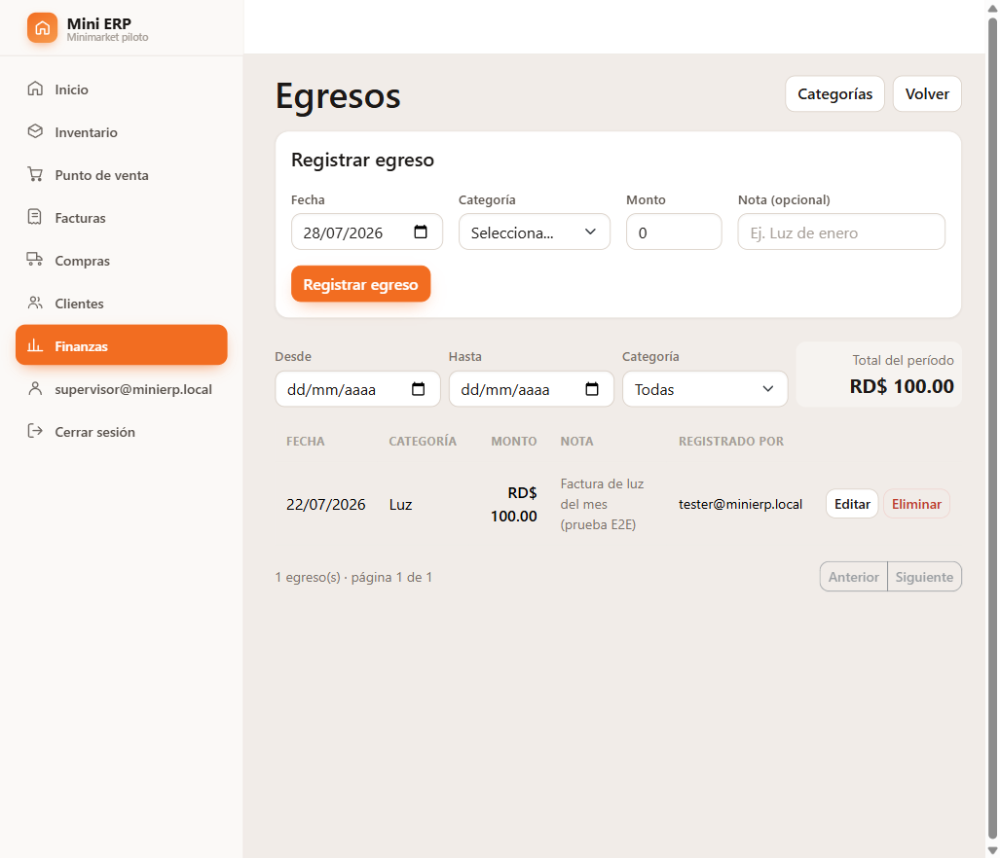 Mini ERP
Minimarket piloto
Inicio
Inventario
Punto de venta
Facturas
Compras
Clientes
Finanzas
supervisor@minierp.local
Cerrar sesión
Egresos
Categorías
Volver
Registrar egreso
Fecha
Categoría
Monto
Nota (opcional)
28/07/2026
Selecciona...
0
Ej. Luz de enero
Registrar egreso
Desde
Hasta
Categoría
dd/mm/aaaa
dd/mm/aaaa
Todas
Total del período
RD$ 100.00
FECHA
CATEGORÍA
MONTO
NOTA
REGISTRADO POR
22/07/2026
Luz
RD$
100.00
Factura de luz
del mes
(prueba E2E)
tester@minierp.local
Editar
Eliminar
1 egreso(s) · página 1 de 1
Anterior
Siguiente